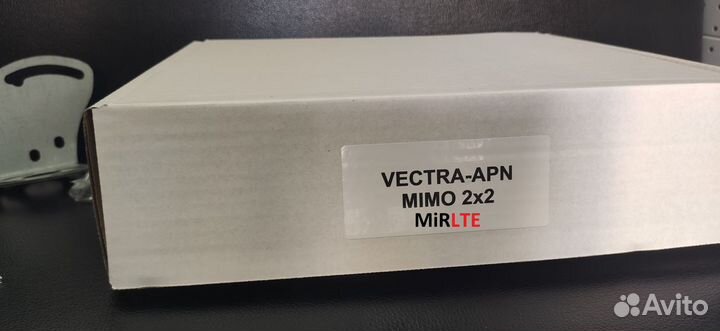 VECTRA-APN
MIMO 2x2
MiRLTE
Avito